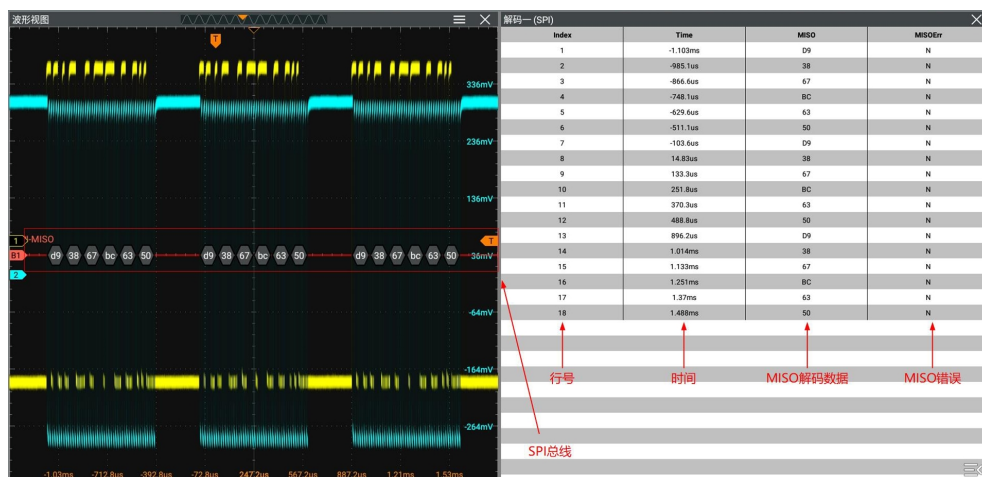 波形视图
T
336mV
236mV
136mV
1
I-MISO
T
B1
d9 38 67 bc 63 50
d9 38 67 bc 63 50
d9 38 67 bc 63 50
36mV
2
-64mV
-164mV
-264mV
-1.03ms -712.8us -392.8us -72.8us 247.2us 567.2us 887.2us 1.21ms 1.53ms
解码一 (SPI)
Index Time MISO MISOErr
1 -1.103ms D9 N
2 -985.1us 38 N
3 -866.6us 67 N
4 -748.1us BC N
5 -629.6us 63 N
6 -511.1us 50 N
7 -103.6us D9 N
8 14.83us 38 N
9 133.3us 67 N
10 251.8us BC N
11 370.3us 63 N
12 488.8us 50 N
13 896.2us D9 N
14 1.014ms 38 N
15 1.133ms 67 N
16 1.251ms BC N
17 1.37ms 63 N
18 1.488ms 50 N
行号 时间 MISO解码数据 MISO错误
SPI总线